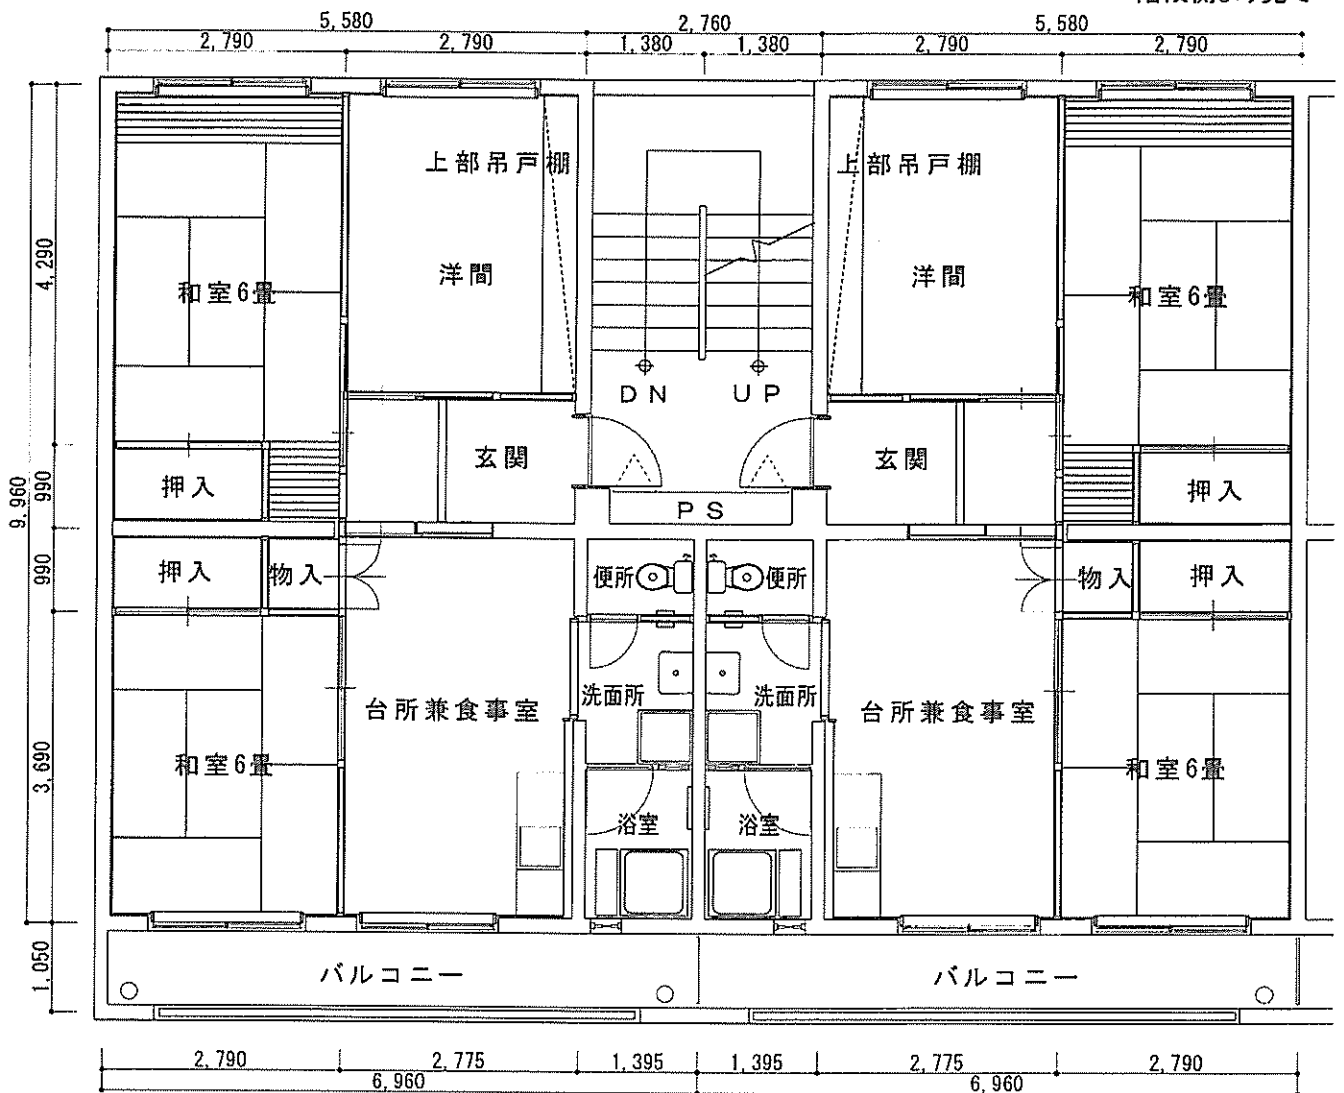 5,580 2,760 5,580
2,790 2,790 1,380 1,380 2,790 2,790
上部吊戸棚 上部吊戸棚
4,290
洋間 洋間
和室6畳 和室6畳
DN UP
玄関 玄関
9,960
990
押入 押入
PS
990
押入 物入 便所 便所 物入 押入
洗面所 洗面所
台所兼食事室 台所兼食事室
3,690
和室6畳 和室6畳
浴室 浴室
1,050
バルコニー バルコニー
2,790 2,775 1,395 1,395 2,775 2,790
6,960 6,960